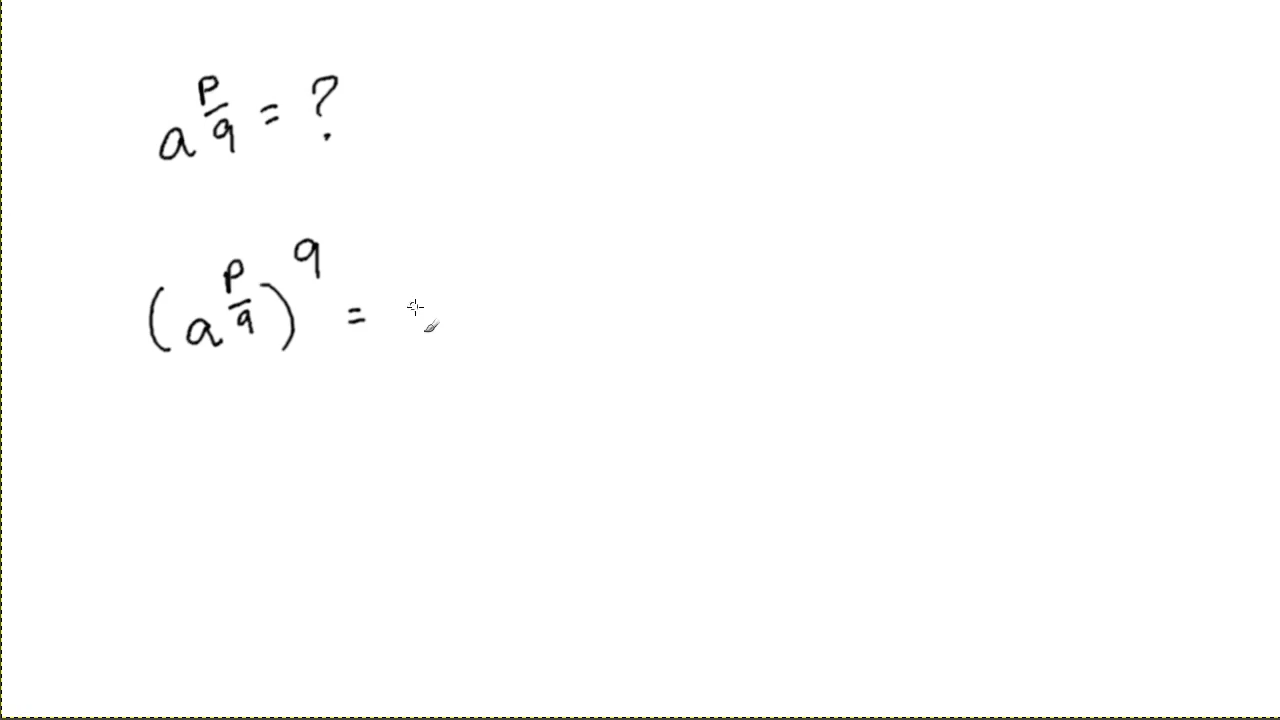 a^(p/q) = ?
(a^(p/q))^q =